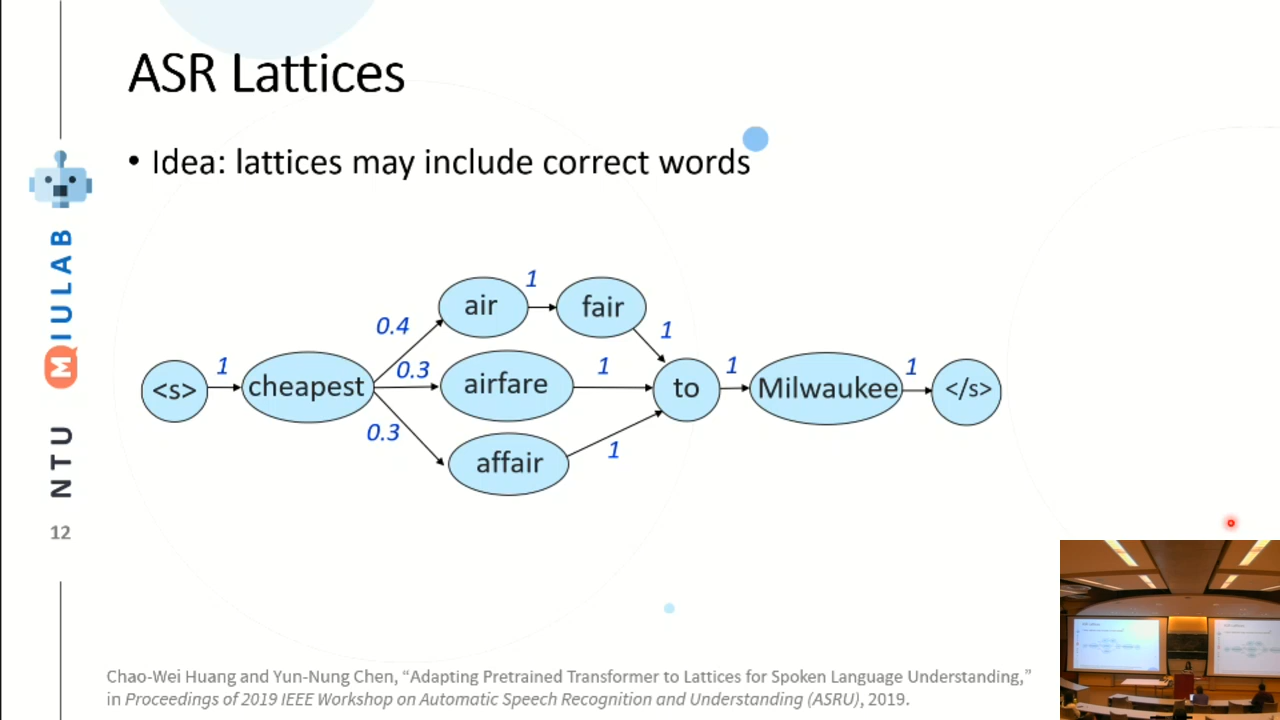 ASR Lattices
• Idea: lattices may include correct words
NTU MIULAB
12
<s>
1
cheapest
0.4
air
1
fair
1
0.3
airfare
1
0.3
affair
1
to
1
Milwaukee
1
</s>
Chao-Wei Huang and Yun-Nung Chen, “Adapting Pretrained Transformer to Lattices for Spoken Language Understanding,”
in Proceedings of 2019 IEEE Workshop on Automatic Speech Recognition and Understanding (ASRU), 2019.